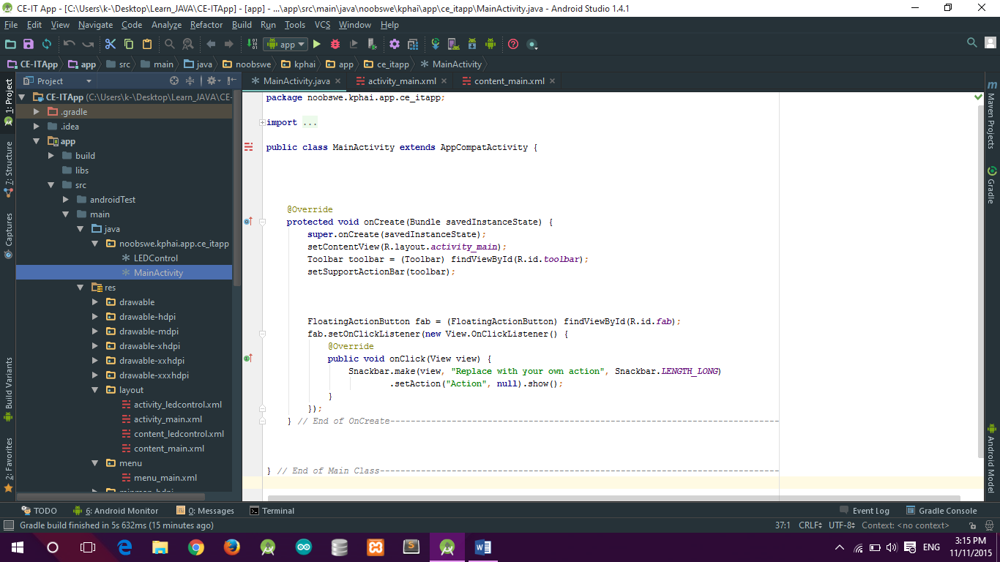 CE-IT App - [C:\Users\k-\Desktop\Learn_JAVA\CE-ITApp] - [app] - ...\app\src\main\java\noobswe\kphai\app\ce_itapp\MainActivity.java - Android Studio 1.4.1
File Edit View Navigate Code Analyze Refactor Build Run Tools VCS Window Help
app
CE-ITApp app src main java noobswe kphai app ce_itapp MainActivity
Project
MainActivity.java activity_main.xml content_main.xml
1: Project
7: Structure
Captures
Build Variants
2: Favorites
CE-ITApp (C:\Users\k-\Desktop\Learn_JAVA\CE-
.gradle
.idea
app
build
libs
src
androidTest
main
java
noobswe.kphai.app.ce_itapp
LEDControl
MainActivity
res
drawable
drawable-hdpi
drawable-mdpi
drawable-xhdpi
drawable-xxhdpi
drawable-xxxhdpi
layout
activity_ledcontrol.xml
activity_main.xml
content_ledcontrol.xml
content_main.xml
menu
menu_main.xml
package noobswe.kphai.app.ce_itapp;
import ...
public class MainActivity extends AppCompatActivity {
@Override
protected void onCreate(Bundle savedInstanceState) {
super.onCreate(savedInstanceState);
setContentView(R.layout.activity_main);
Toolbar toolbar = (Toolbar) findViewById(R.id.toolbar);
setSupportActionBar(toolbar);
FloatingActionButton fab = (FloatingActionButton) findViewById(R.id.fab);
fab.setOnClickListener(new View.OnClickListener() {
@Override
public void onClick(View view) {
Snackbar.make(view, "Replace with your own action", Snackbar.LENGTH_LONG)
.setAction("Action", null).show();
}
});
} // End of OnCreate----------------------------------------------------------------------------
} // End of Main Class------------------------------------------------------------------------------
Maven Projects
Gradle
Android Model
TODO 6: Android Monitor 0: Messages Terminal Event Log Gradle Console
Gradle build finished in 5s 632ms (15 minutes ago) 37:1 CRLF UTF-8 Context: <no context>
ENG
3:15 PM
11/11/2015